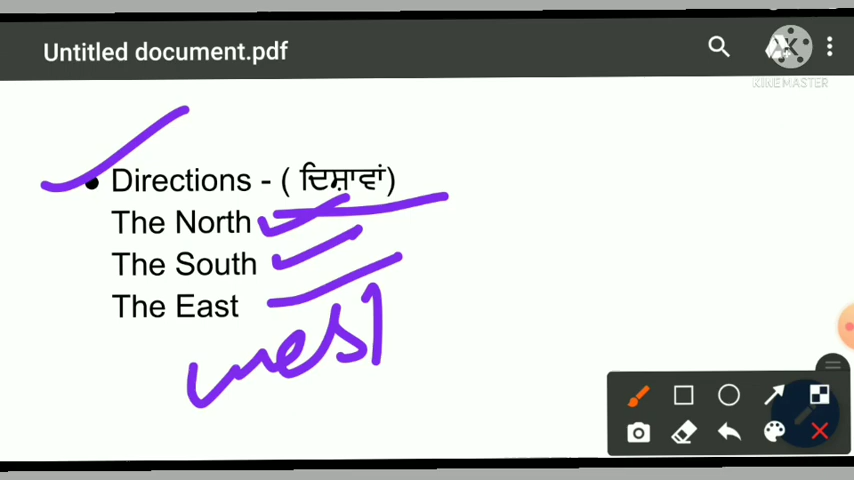 Untitled document.pdf
KINEMASTER
• Directions - ( ਦਿਸ਼ਾਵਾਂ)
The North
The South
The East
west